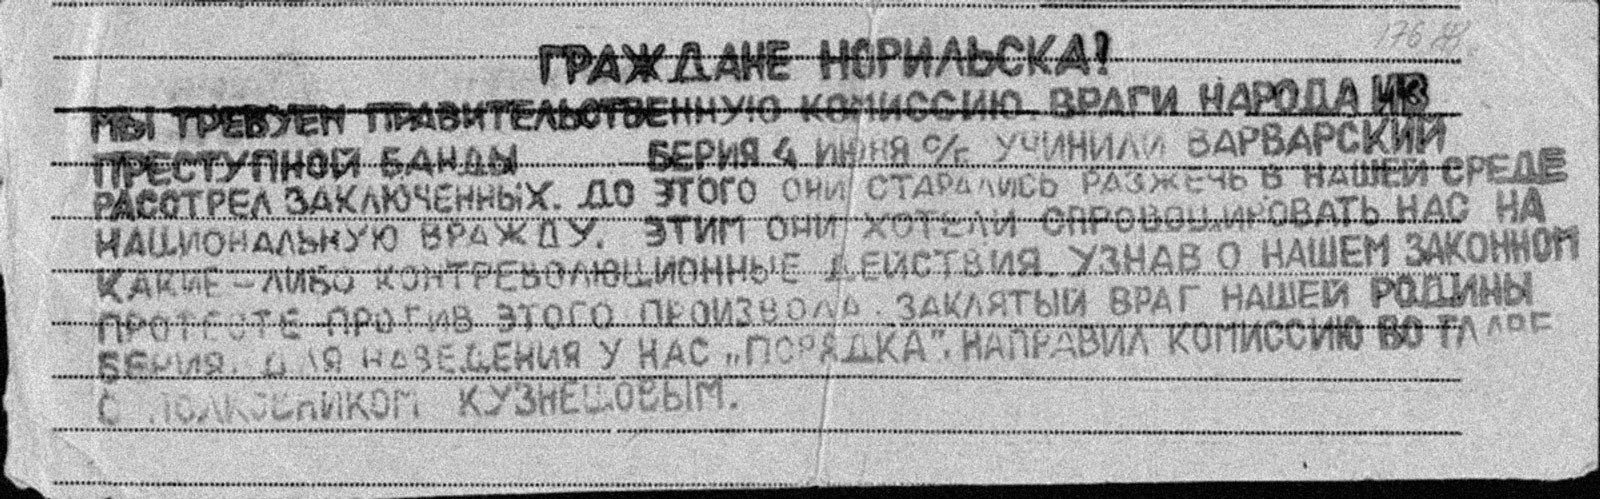 176
ГРАЖДАНЕ НОРИЛЬСКА!
МЫ ТРЕБУЕМ ПРАВИТЕЛЬСТВЕННУЮ КОМИССИЮ. ВРАГИ НАРОДА ИЗ
ПРЕСТУПНОЙ БАНДЫ БЕРИЯ 4 ИЮНЯ С/Г. УЧИНИЛИ ВАРВАРСКИЙ
РАССТРЕЛ ЗАКЛЮЧЕННЫХ. ДО ЭТОГО ОНИ СТАРАЛИСЬ РАЗЖЕЧЬ В НАШЕЙ СРЕДЕ
НАЦИОНАЛЬНУЮ ВРАЖДУ. ЭТИМ ОНИ ХОТЕЛИ СПРОВОЦИРОВАТЬ НАС НА
КАКИЕ-ЛИБО КОНТРЕВОЛЮЦИОННЫЕ ДЕЙСТВИЯ. УЗНАВ О НАШЕМ ЗАКОННОМ
ПРОТЕСТЕ ПРОТИВ ЭТОГО ПРОИЗВОЛА. ЗАКЛЯТЫЙ ВРАГ НАШЕЙ РОДИНЫ
БЕРИЯ. ДЛЯ НАВЕДЕНИЯ У НАС „ПОРЯДКА". НАПРАВИЛ КОМИССИЮ ВО ГЛАВЕ
С ПОЛКОВНИКОМ КУЗНЕЦОВЫМ.